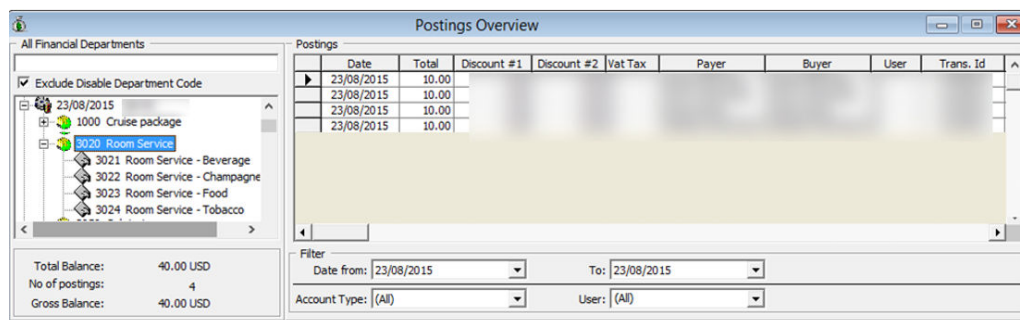 Postings Overview
All Financial Departments
Exclude Disable Department Code
23/08/2015
1000 Cruise package
3020 Room Service
3021 Room Service - Beverage
3022 Room Service - Champagne
3023 Room Service - Food
3024 Room Service - Tobacco
Total Balance: 40.00 USD
No of postings: 4
Gross Balance: 40.00 USD
Postings
Date Total Discount #1 Discount #2 Vat Tax Payer Buyer User Trans. Id
23/08/2015 10.00
23/08/2015 10.00
23/08/2015 10.00
23/08/2015 10.00
Filter
Date from: 23/08/2015 To: 23/08/2015
Account Type: (All) User: (All)